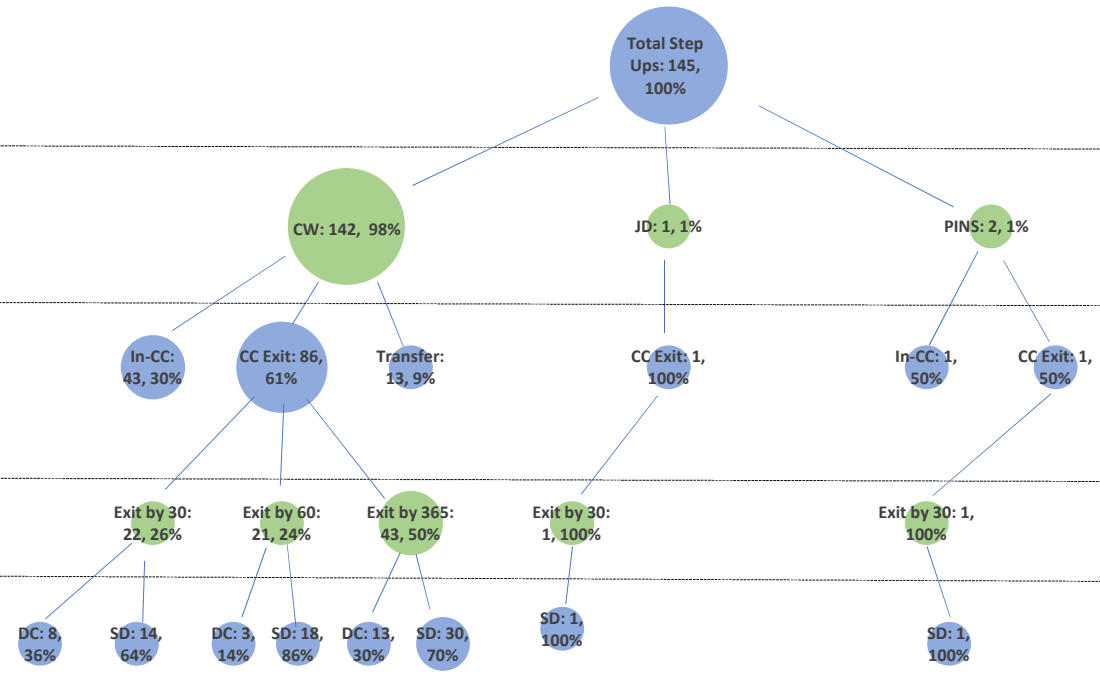 Total Step
Ups: 145,
100%
CW: 142, 98%
JD: 1, 1%
PINS: 2, 1%
In-CC:
43, 30%
CC Exit: 86,
61%
Transfer:
13, 9%
CC Exit: 1,
100%
In-CC: 1,
50%
CC Exit: 1,
50%
Exit by 30:
22, 26%
Exit by 60:
21, 24%
Exit by 365:
43, 50%
Exit by 30:
1, 100%
Exit by 30: 1,
100%
DC: 8,
36%
SD: 14,
64%
DC: 3,
14%
SD: 18,
86%
DC: 13,
30%
SD: 30,
70%
SD: 1,
100%
SD: 1,
100%